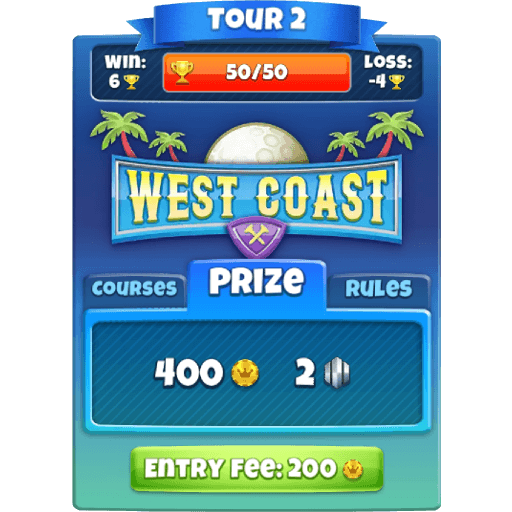 TOUR 2
WIN:
6
50/50
LOSS:
-4
WEST COAST
COURSES
PRIZE
RULES
400
2
ENTRY FEE: 200